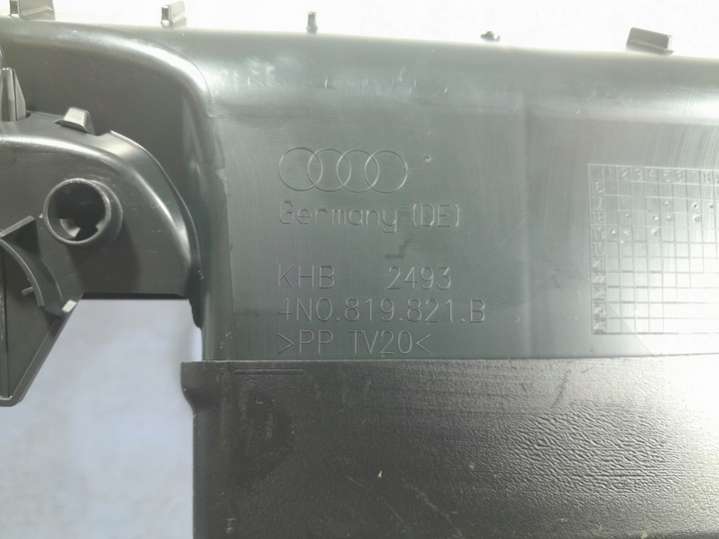 Germany (DE)
KHB 2493
4N0.819.821.B
>PP TV20<